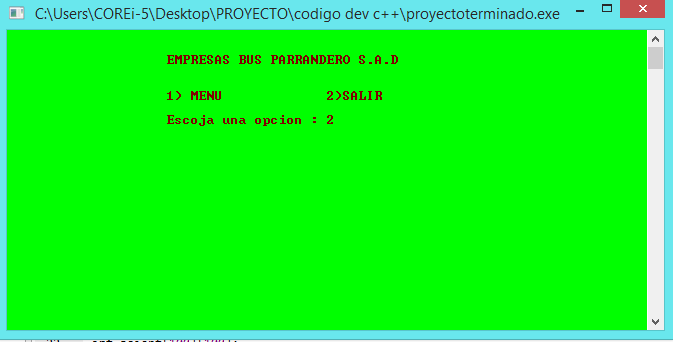 C:\Users\COREi-5\Desktop\PROYECTO\codigo dev c++\proyectoterminado.exe
EMPRESAS BUS PARRANDERO S.A.D
1) MENU 2)SALIR
Escoja una opcion : 2